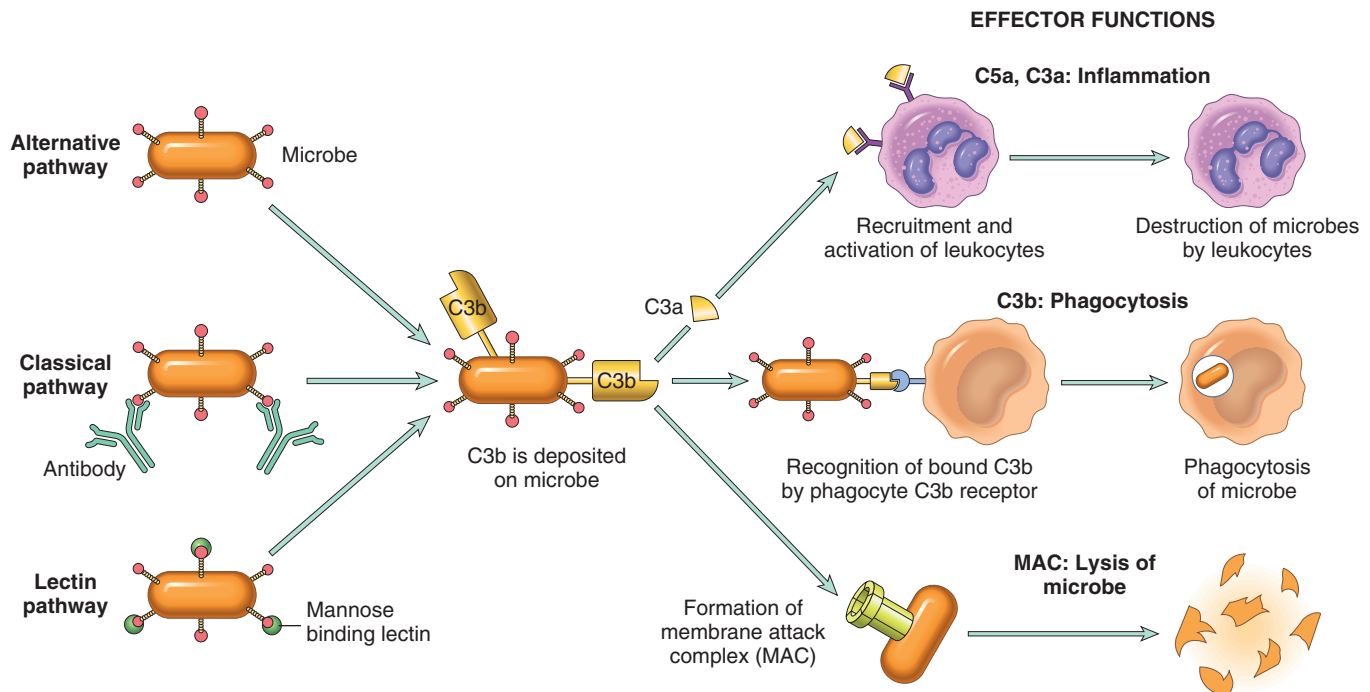 EFFECTOR FUNCTIONS
C5a, C3a: Inflammation
Alternative
pathway
Microbe
Recruitment and
activation of leukocytes
Destruction of microbes
by leukocytes
C3b
C3a
C3b: Phagocytosis
Classical
pathway
C3b
Antibody
C3b is deposited
on microbe
Recognition of bound C3b
by phagocyte C3b receptor
Phagocytosis
of microbe
Lectin
pathway
Mannose
binding lectin
Formation of
membrane attack
complex (MAC)
MAC: Lysis of
microbe